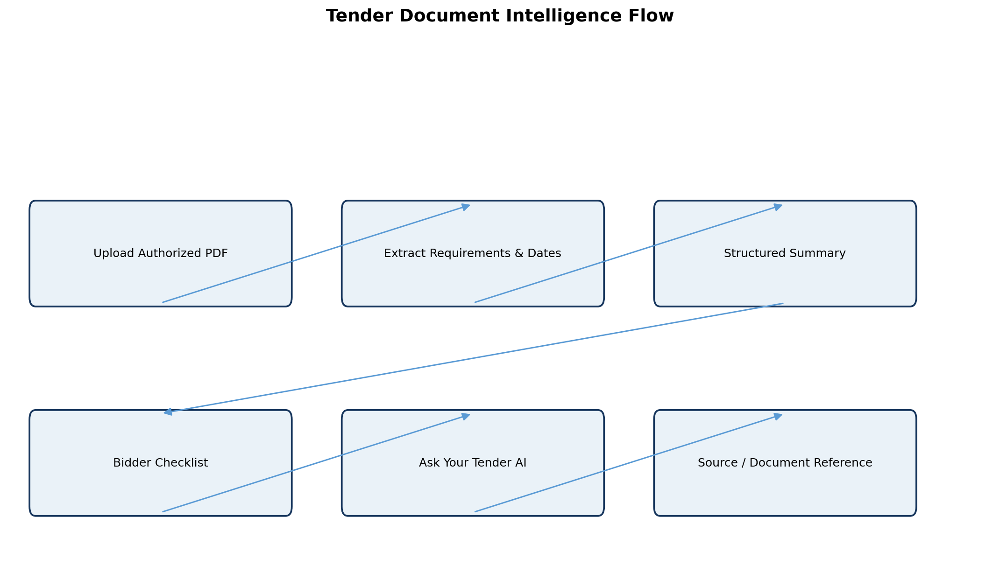 Tender Document Intelligence Flow
Upload Authorized PDF
Extract Requirements & Dates
Structured Summary
Bidder Checklist
Ask Your Tender AI
Source / Document Reference